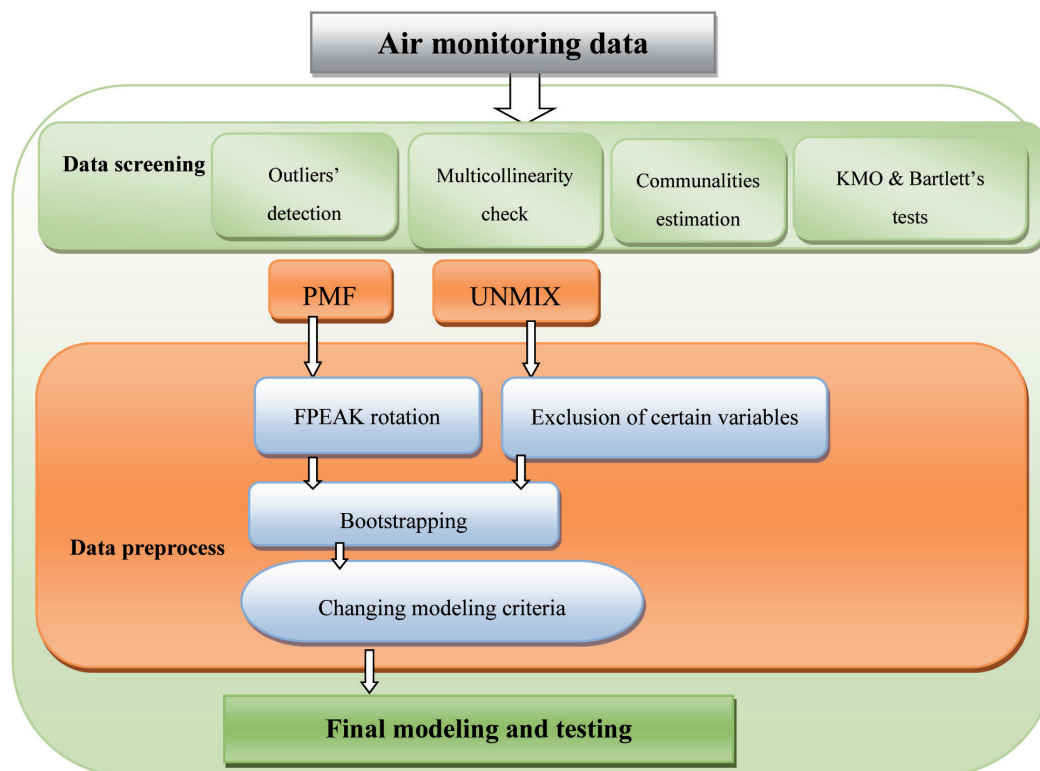 Air monitoring data
Data screening
Outliers’
detection
Multicollinearity
check
Communalities
estimation
KMO & Bartlett’s
tests
PMF
UNMIX
FPEAK rotation
Exclusion of certain variables
Bootstrapping
Data preprocess
Changing modeling criteria
Final modeling and testing